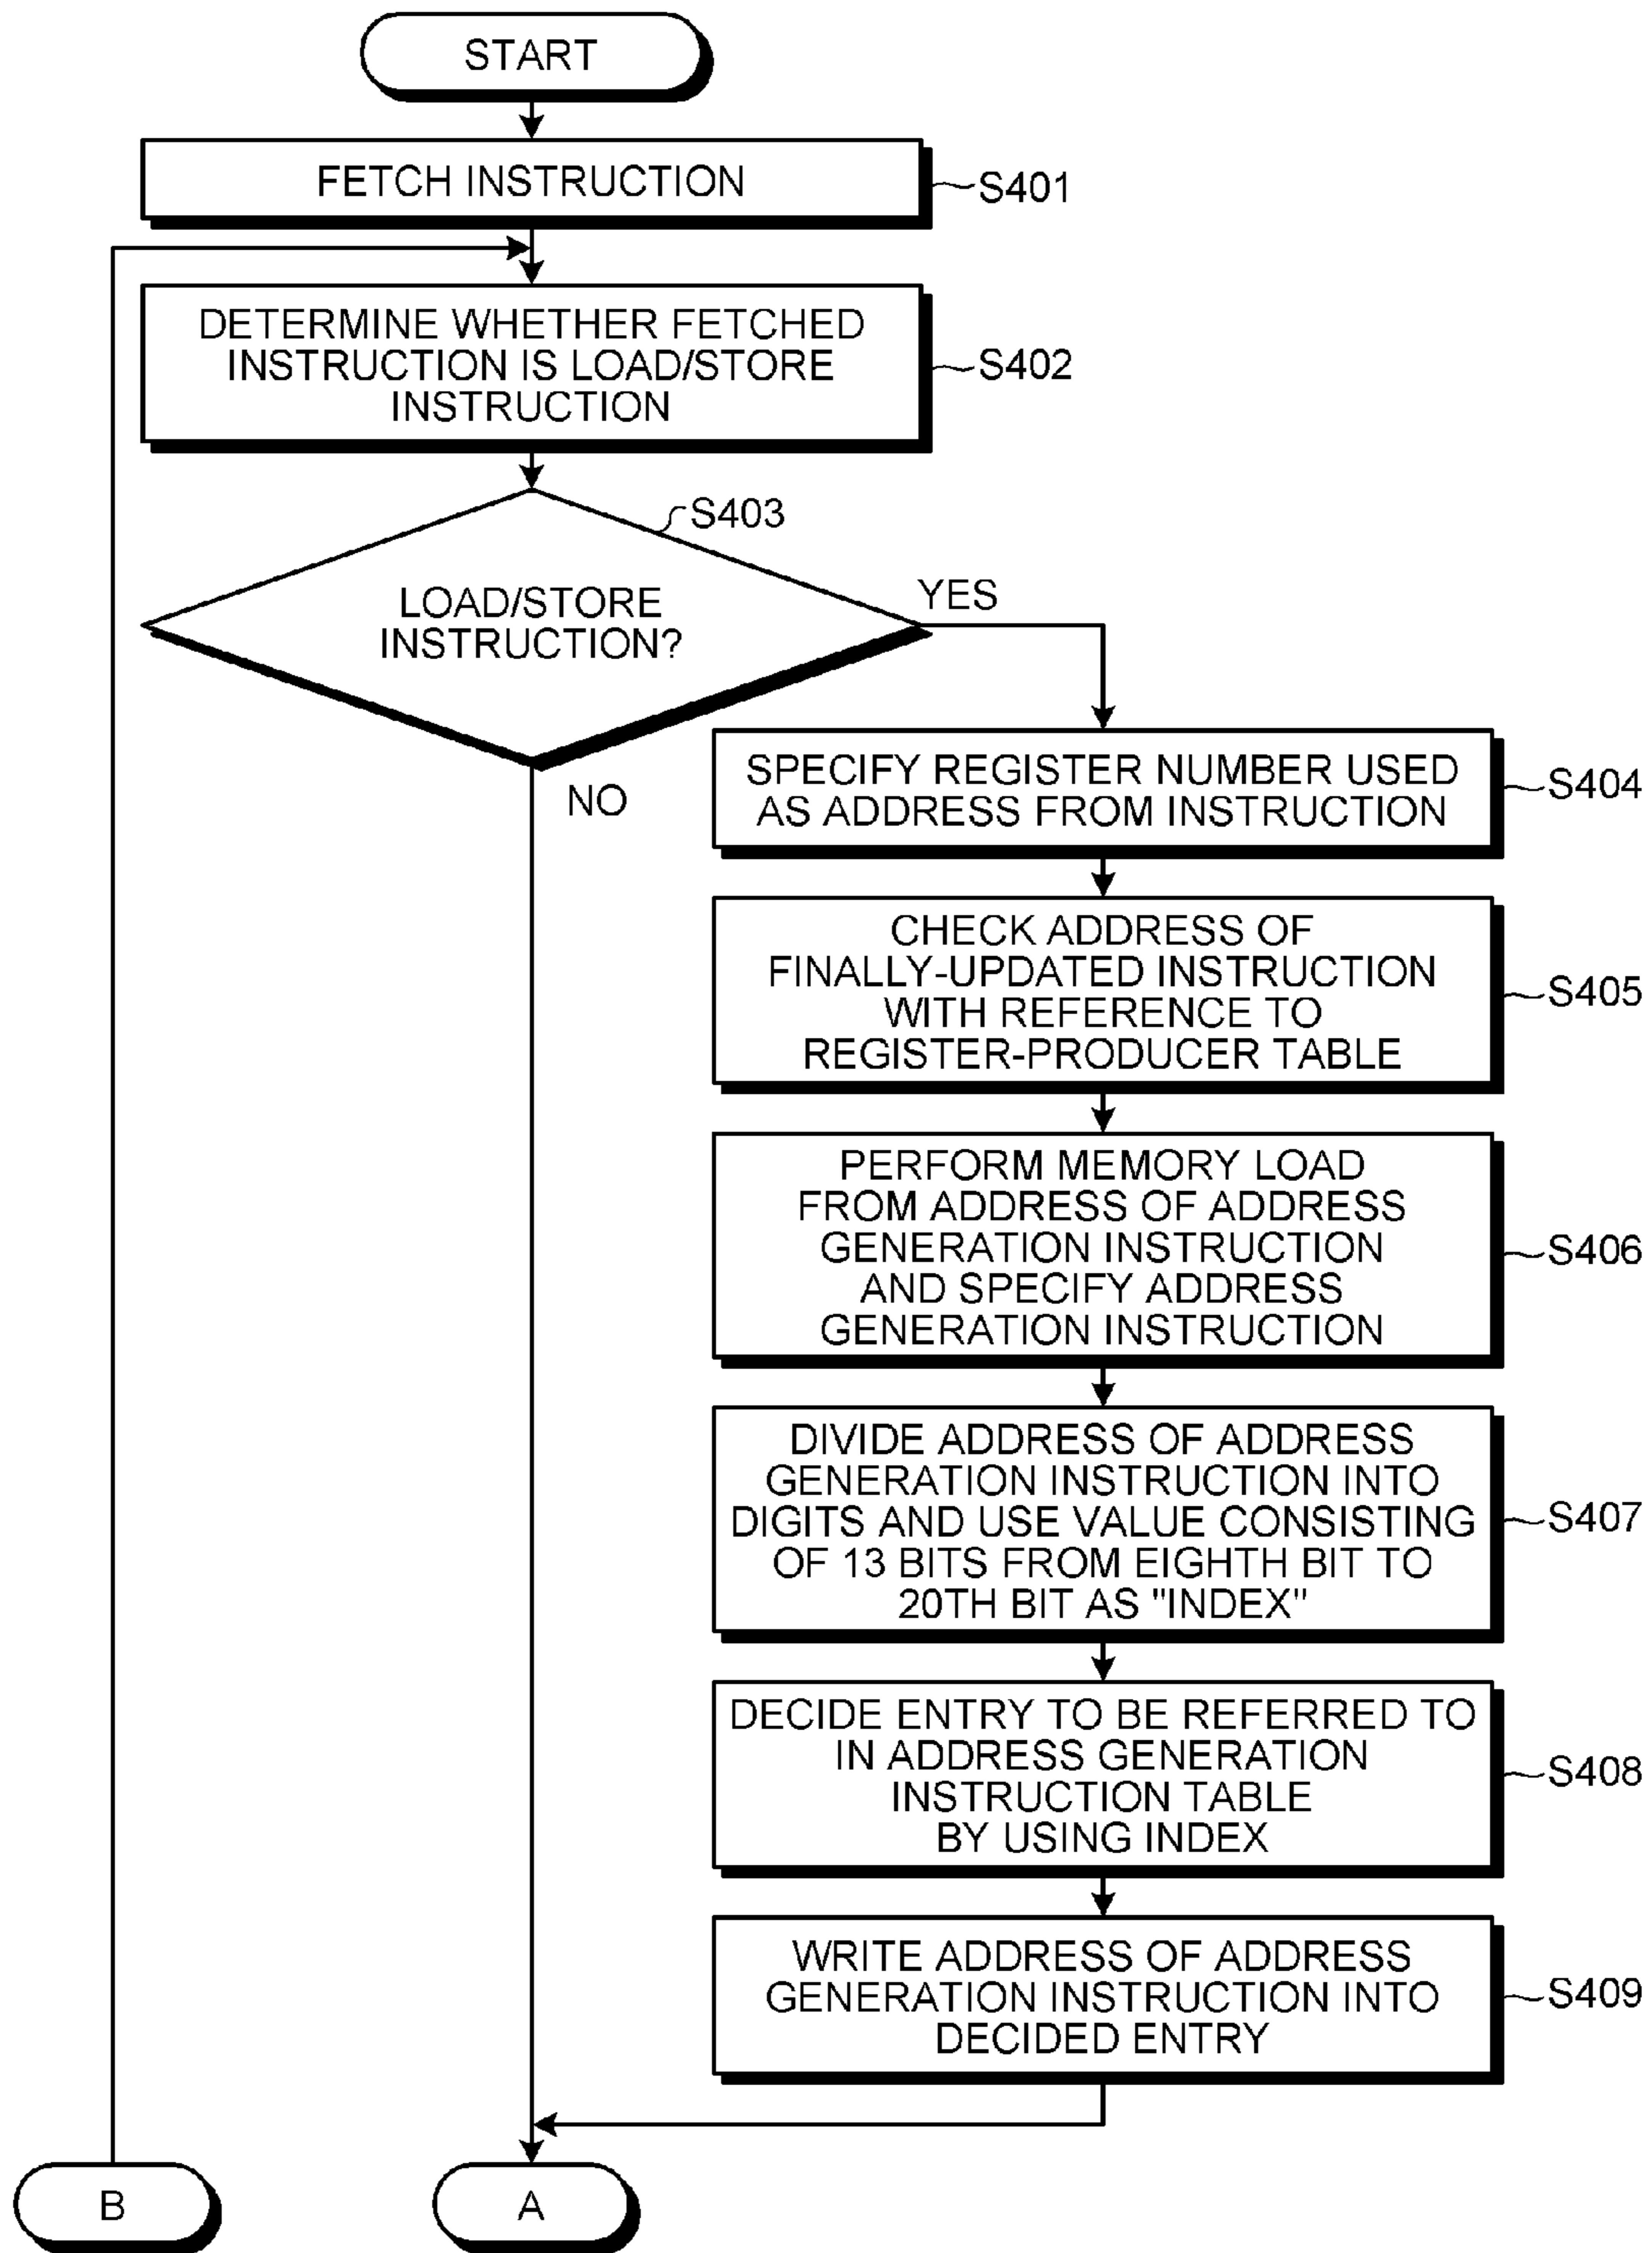 START
FETCH INSTRUCTION
S401
DETERMINE WHETHER FETCHED
INSTRUCTION IS LOAD/STORE
INSTRUCTION
S402
S403
LOAD/STORE
INSTRUCTION?
YES
NO
SPECIFY REGISTER NUMBER USED
AS ADDRESS FROM INSTRUCTION
S404
CHECK ADDRESS OF
FINALLY-UPDATED INSTRUCTION
WITH REFERENCE TO
REGISTER-PRODUCER TABLE
S405
PERFORM MEMORY LOAD
FROM ADDRESS OF ADDRESS
GENERATION INSTRUCTION
AND SPECIFY ADDRESS
GENERATION INSTRUCTION
S406
DIVIDE ADDRESS OF ADDRESS
GENERATION INSTRUCTION INTO
DIGITS AND USE VALUE CONSISTING
OF 13 BITS FROM EIGHTH BIT TO
20TH BIT AS "INDEX"
S407
DECIDE ENTRY TO BE REFERRED TO
IN ADDRESS GENERATION
INSTRUCTION TABLE
BY USING INDEX
S408
WRITE ADDRESS OF ADDRESS
GENERATION INSTRUCTION INTO
DECIDED ENTRY
S409
B
A